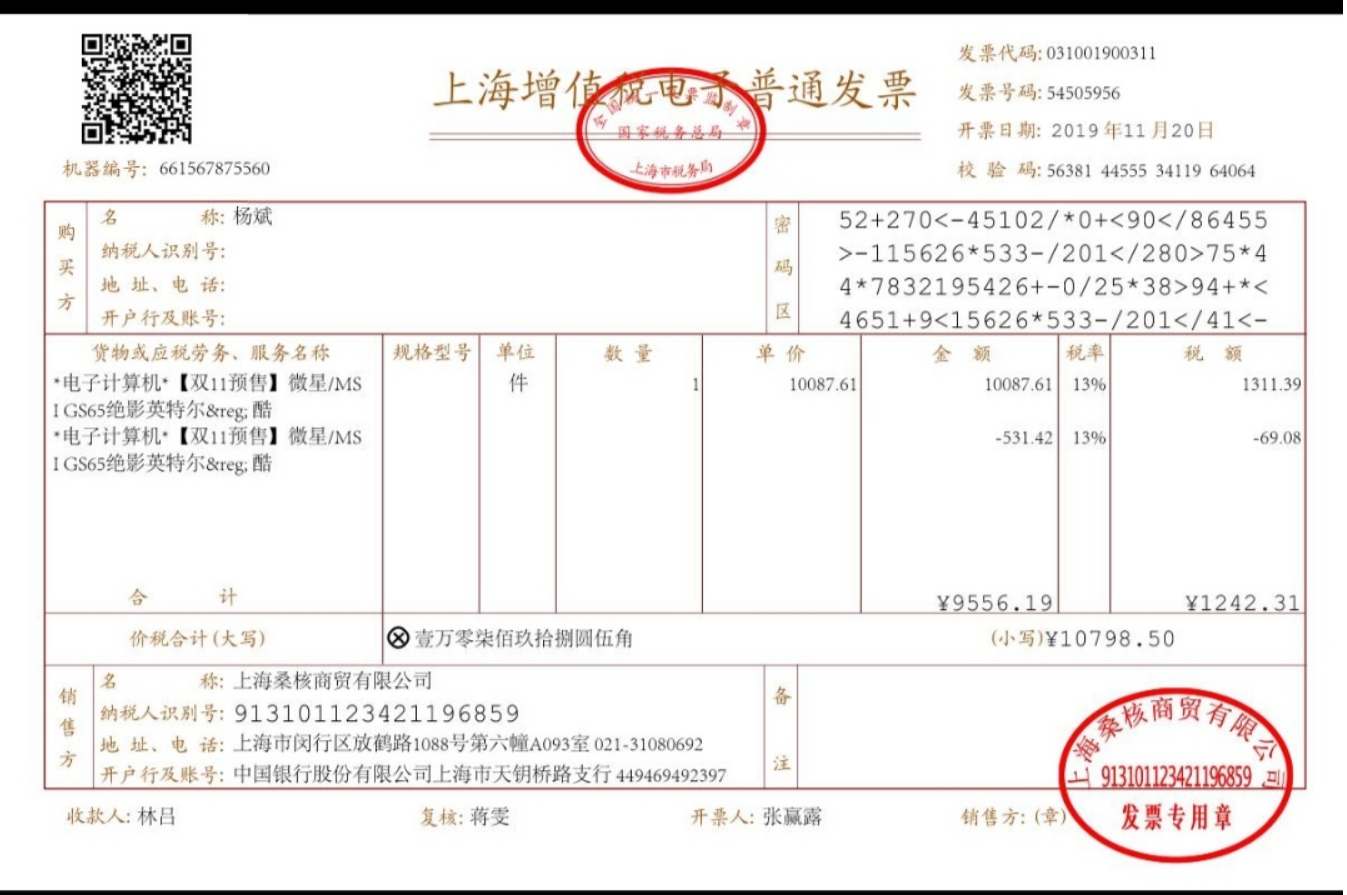 发票代码: 031001900311
上海增值税电子普通发票
发票号码: 54505956
全国统一发票监制章
国家税务总局
上海市税务局
开票日期: 2019年11月20日
机器编号: 661567875560
校 验 码: 56381 44555 34119 64064
购买方
名 称: 杨斌
纳税人识别号:
地 址、电 话:
开户行及账号:
密码区
52+270<-45102/*0+<90</86455
>-115626*533-/201</280>75*4
4*7832195426+-0/25*38>94+*<
4651+9<15626*533-/201</41<-
货物或应税劳务、服务名称 规格型号 单位 数 量 单 价 金 额 税率 税 额
*电子计算机*【双11预售】微星/MS 件 1 10087.61 10087.61 13% 1311.39
I GS65绝影英特尔&reg; 酷
*电子计算机*【双11预售】微星/MS -531.42 13% -69.08
I GS65绝影英特尔&reg; 酷
合 计 ¥9556.19 ¥1242.31
价税合计(大写) ⊗壹万零柒佰玖拾捌圆伍角 (小写)¥10798.50
销售方
名 称: 上海桑核商贸有限公司
纳税人识别号: 913101123421196859
地 址、电 话: 上海市闵行区放鹤路1088号第六幢A093室 021-31080692
开户行及账号: 中国银行股份有限公司上海市天钥桥路支行 449469492397
备注
上海桑核商贸有限公司
913101123421196859
发票专用章
收款人: 林吕 复核: 蒋雯 开票人: 张赢露 销售方: (章)